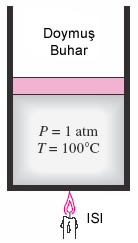 Doymuş
Buhar
P = 1 atm
T = 100°C
ISI